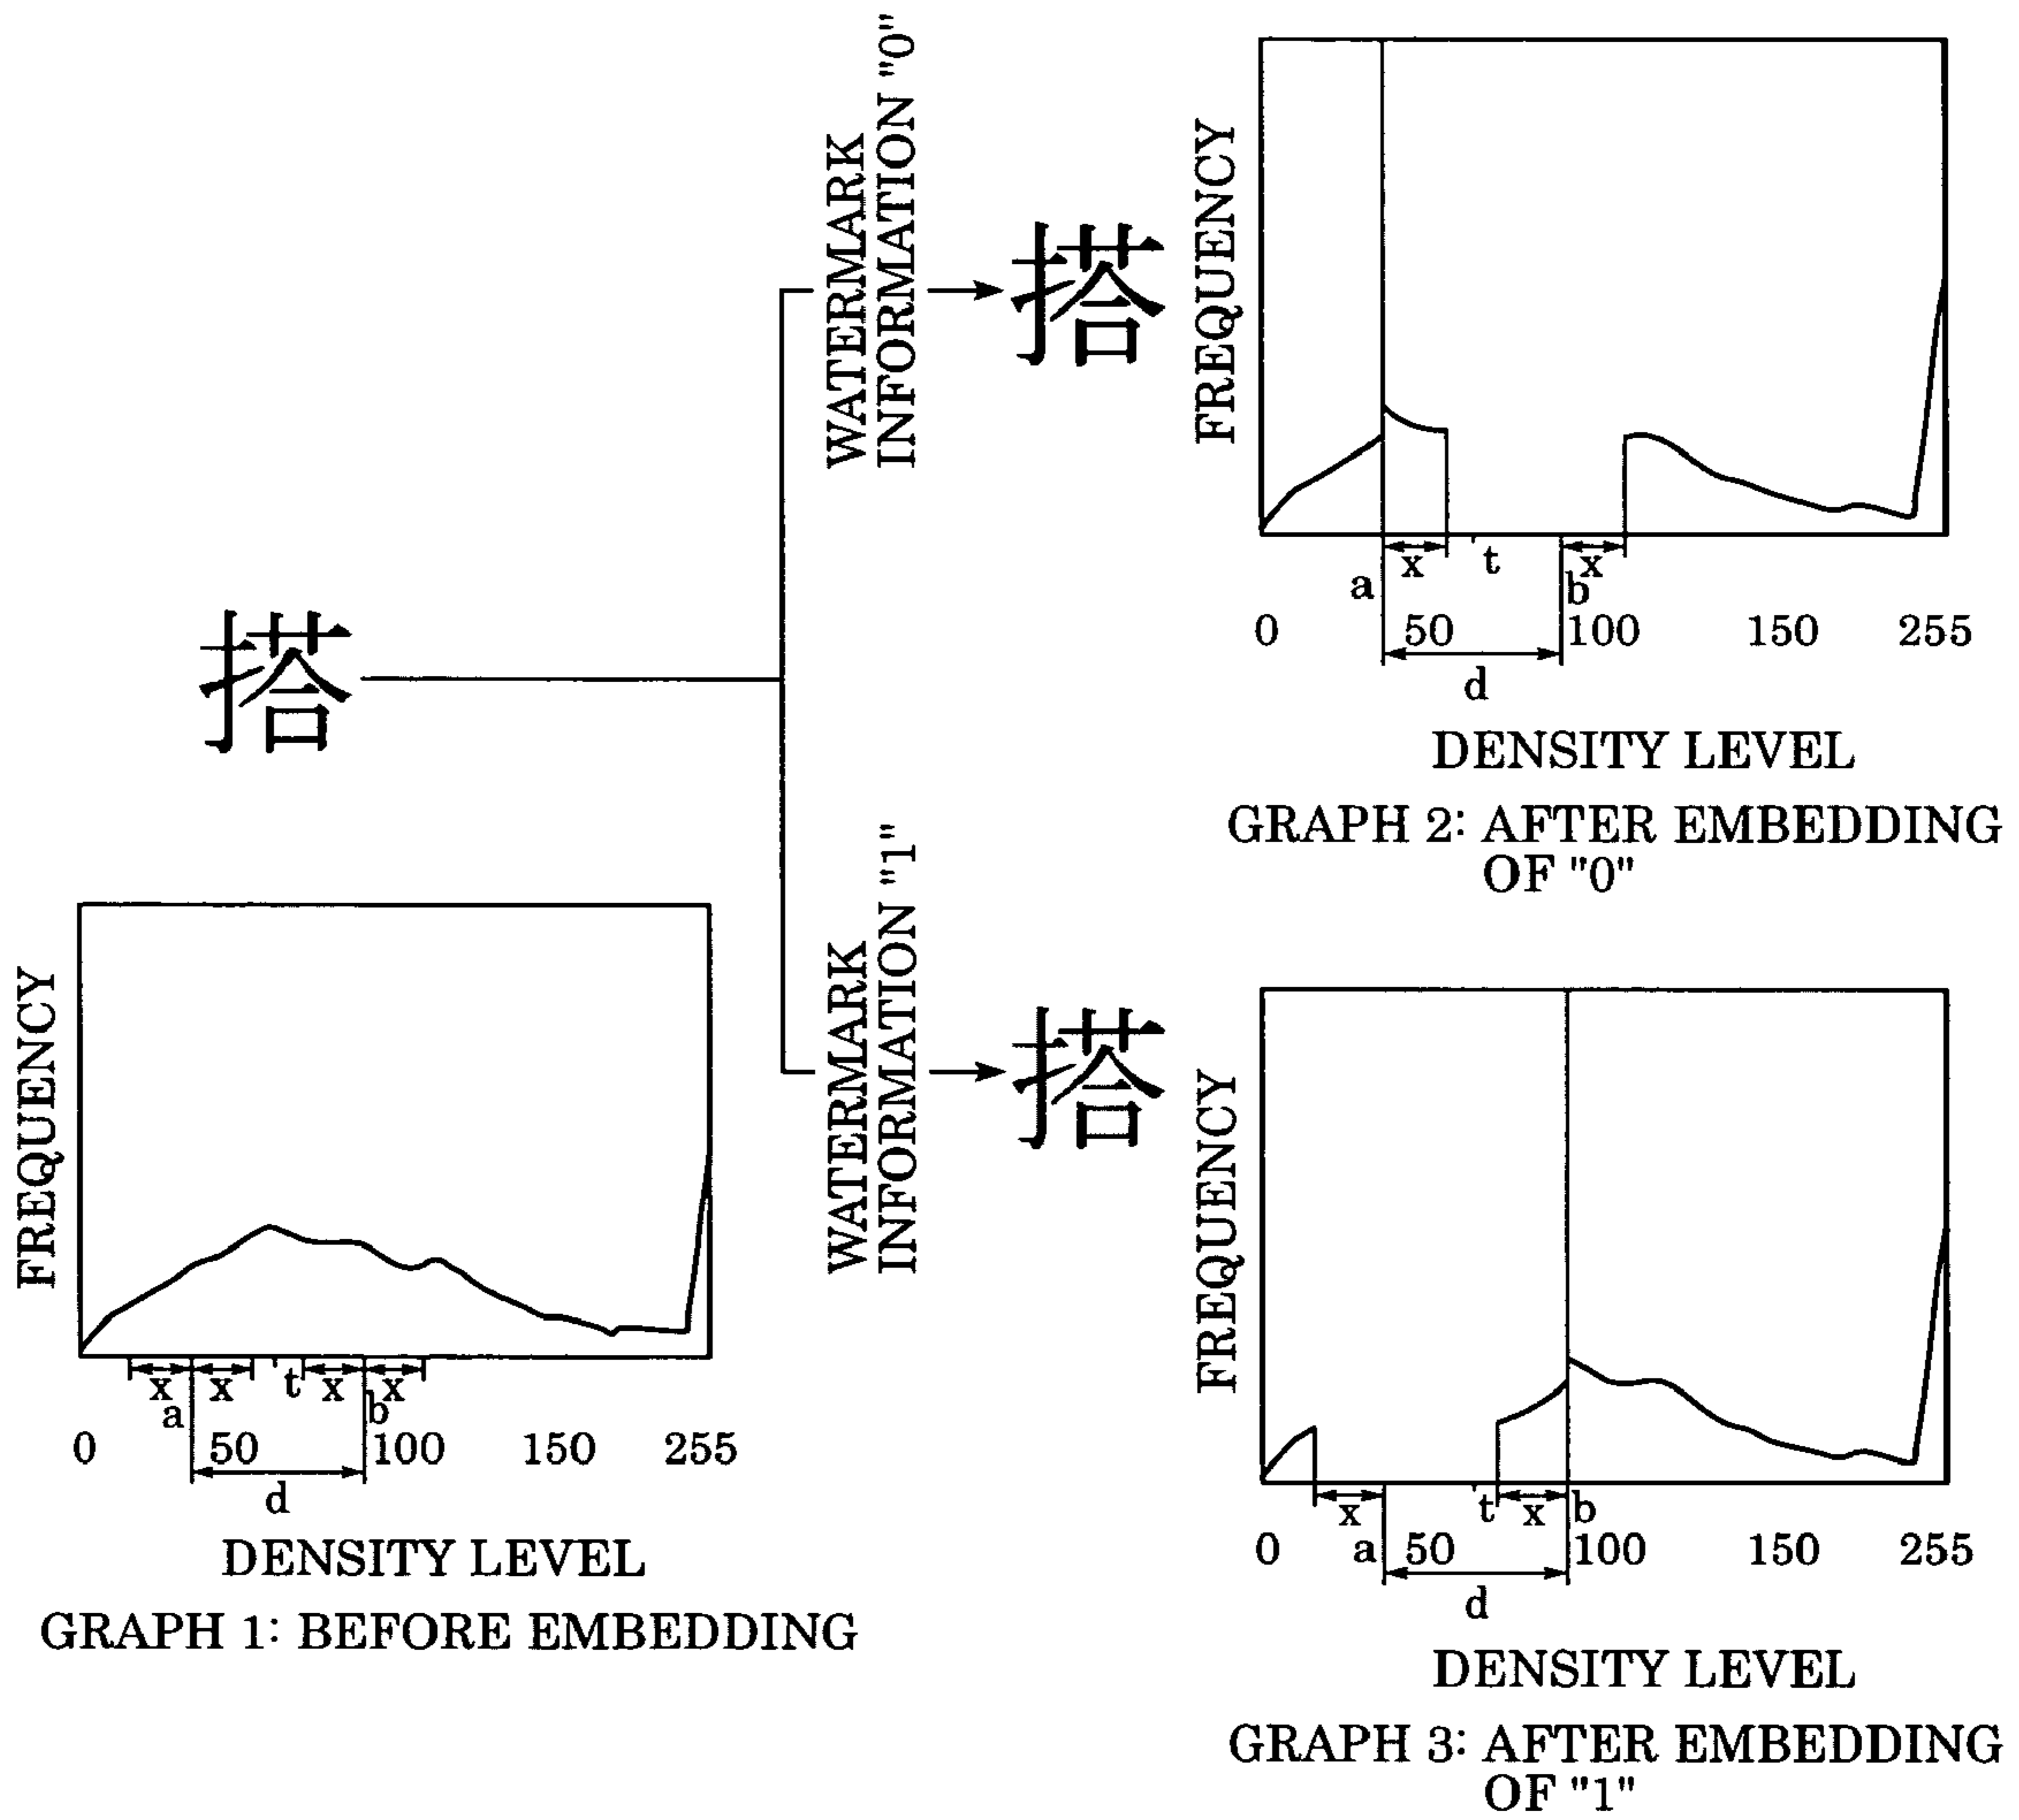 搭
FREQUENCY
x x t x x
a b
0 50 100 150 255
d
DENSITY LEVEL
GRAPH 1: BEFORE EMBEDDING
WATERMARK
INFORMATION "0"
搭
FREQUENCY
x t x
a b
0 50 100 150 255
d
DENSITY LEVEL
GRAPH 2: AFTER EMBEDDING
OF "0"
WATERMARK
INFORMATION "1"
搭
FREQUENCY
x t x b
0 a 50 100 150 255
d
DENSITY LEVEL
GRAPH 3: AFTER EMBEDDING
OF "1"